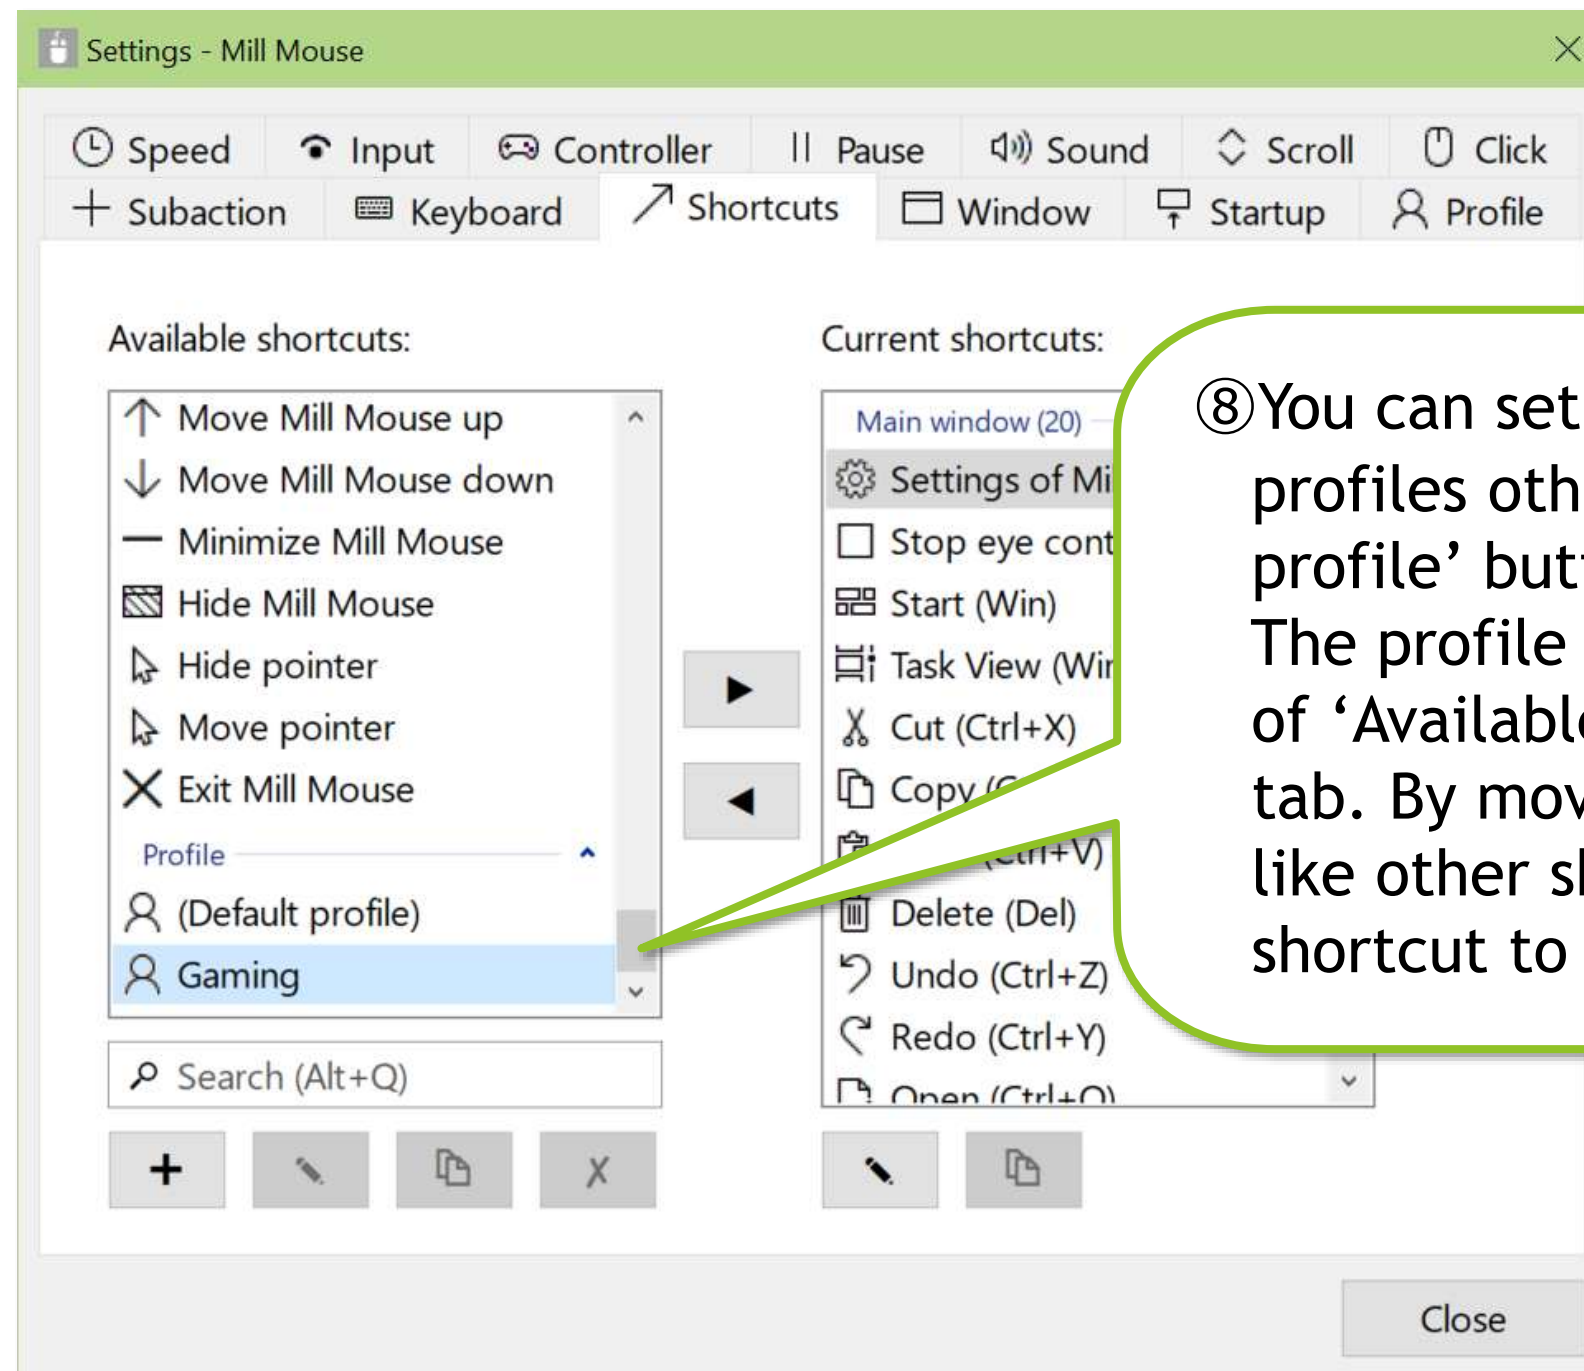 Settings - Mill Mouse
Speed Input Controller Pause Sound Scroll Click
Subaction Keyboard Shortcuts Window Startup Profile
Available shortcuts:
Move Mill Mouse up
Move Mill Mouse down
Minimize Mill Mouse
Hide Mill Mouse
Hide pointer
Move pointer
Exit Mill Mouse
Profile
(Default profile)
Gaming
Search (Alt+Q)
Current shortcuts:
Main window (20)
Settings of Mi
Stop eye cont
Start (Win)
Task View (Wi
Cut (Ctrl+X)
Copy
(Ctrl+V)
Delete (Del)
Undo (Ctrl+Z)
Redo (Ctrl+Y)
Open (Ctrl+O)
⑧You can set
profiles oth
profile’ but
The profile
of ‘Available
tab. By mov
like other s
shortcut to
Close